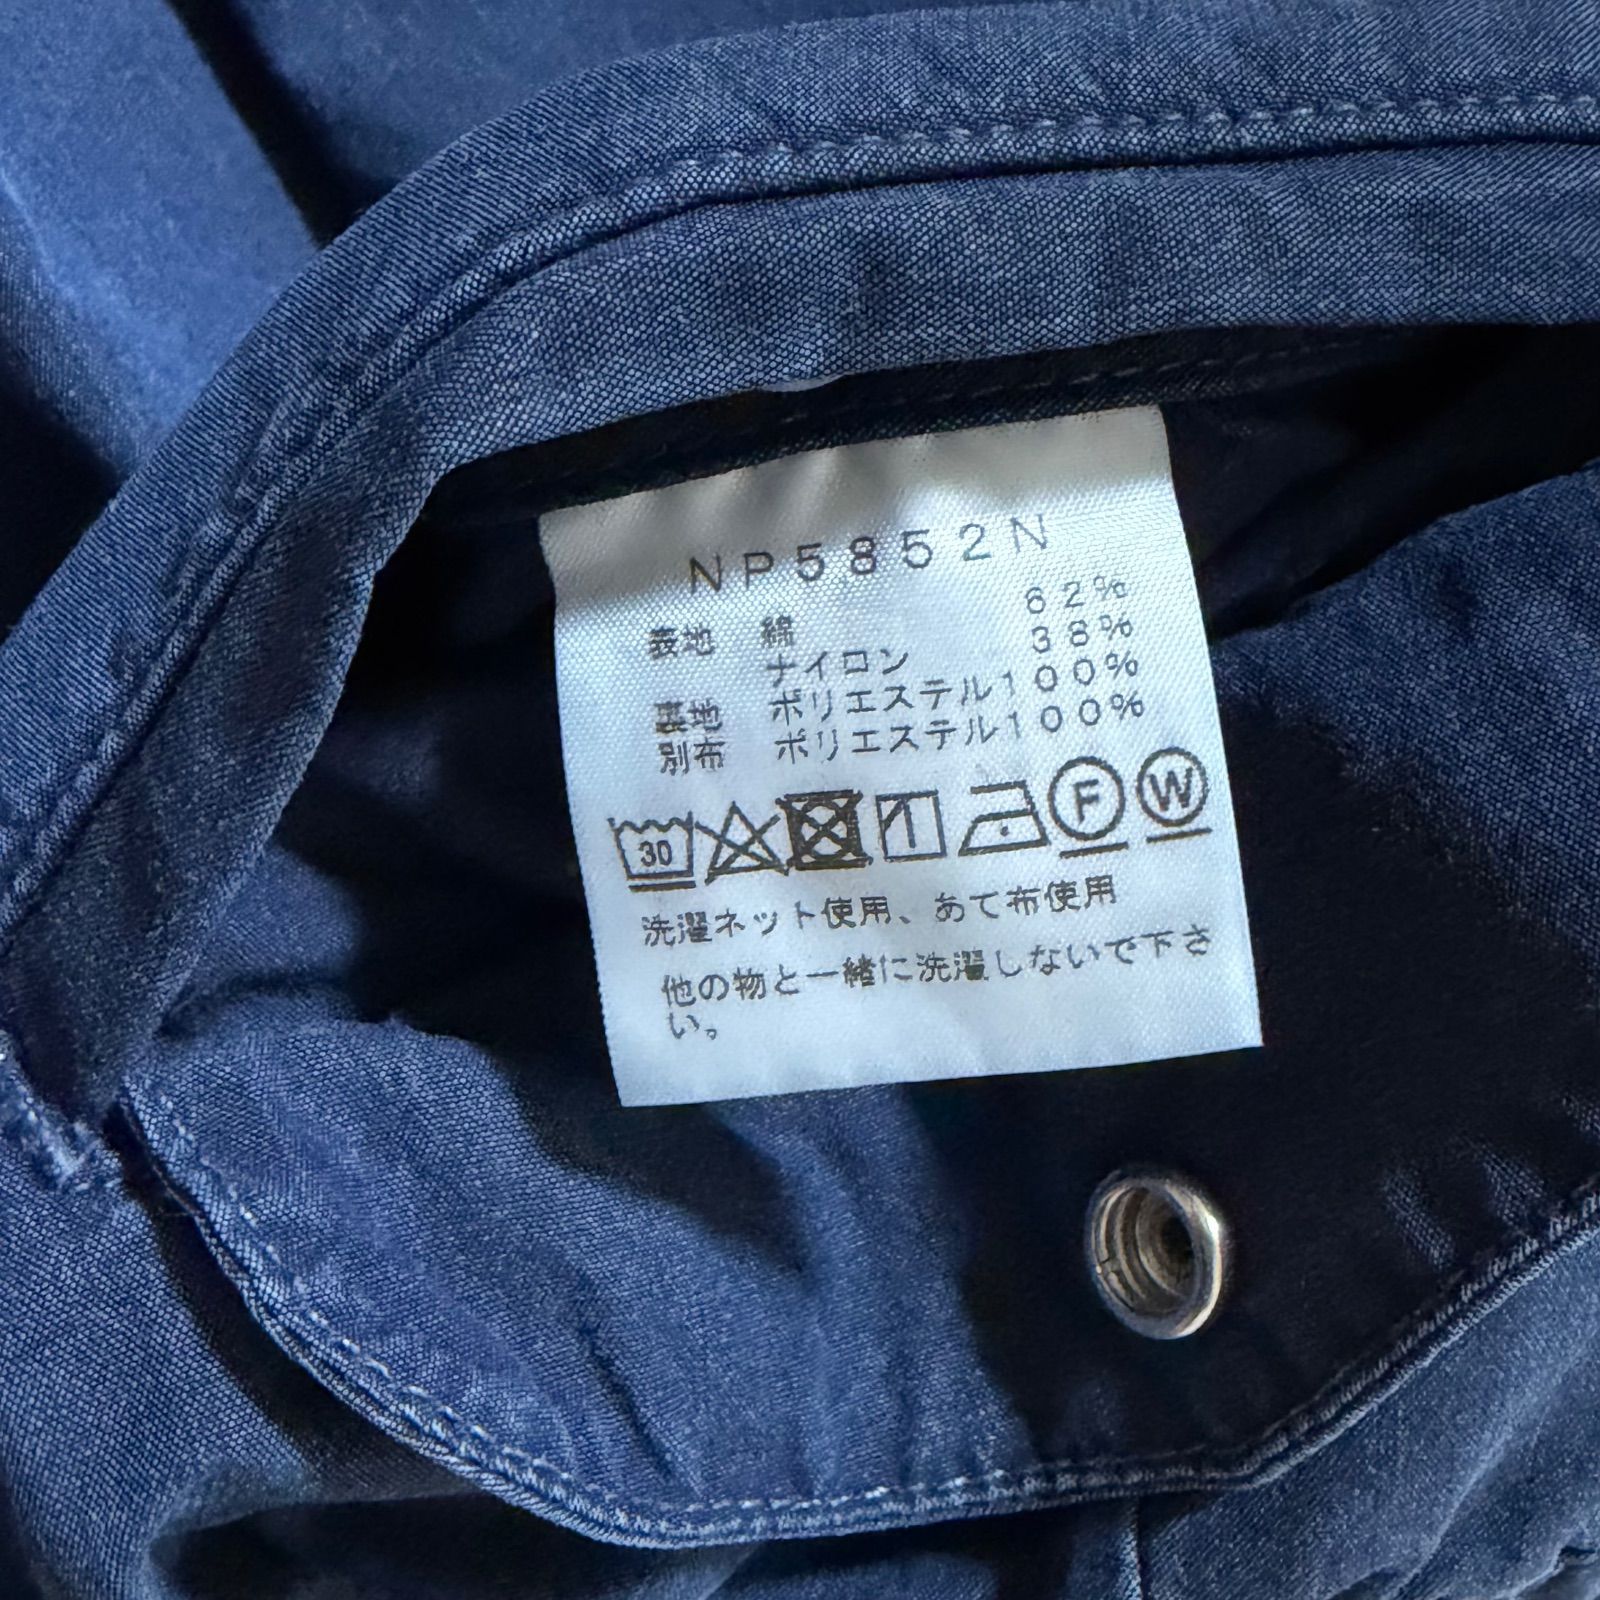 NP5852N
表地 綿 62%
ナイロン 38%
裏地 ポリエステル100%
別布 ポリエステル100%
30 F W
洗濯ネット使用、あて布使用
他の物と一緒に洗濯しないで下さ
い。